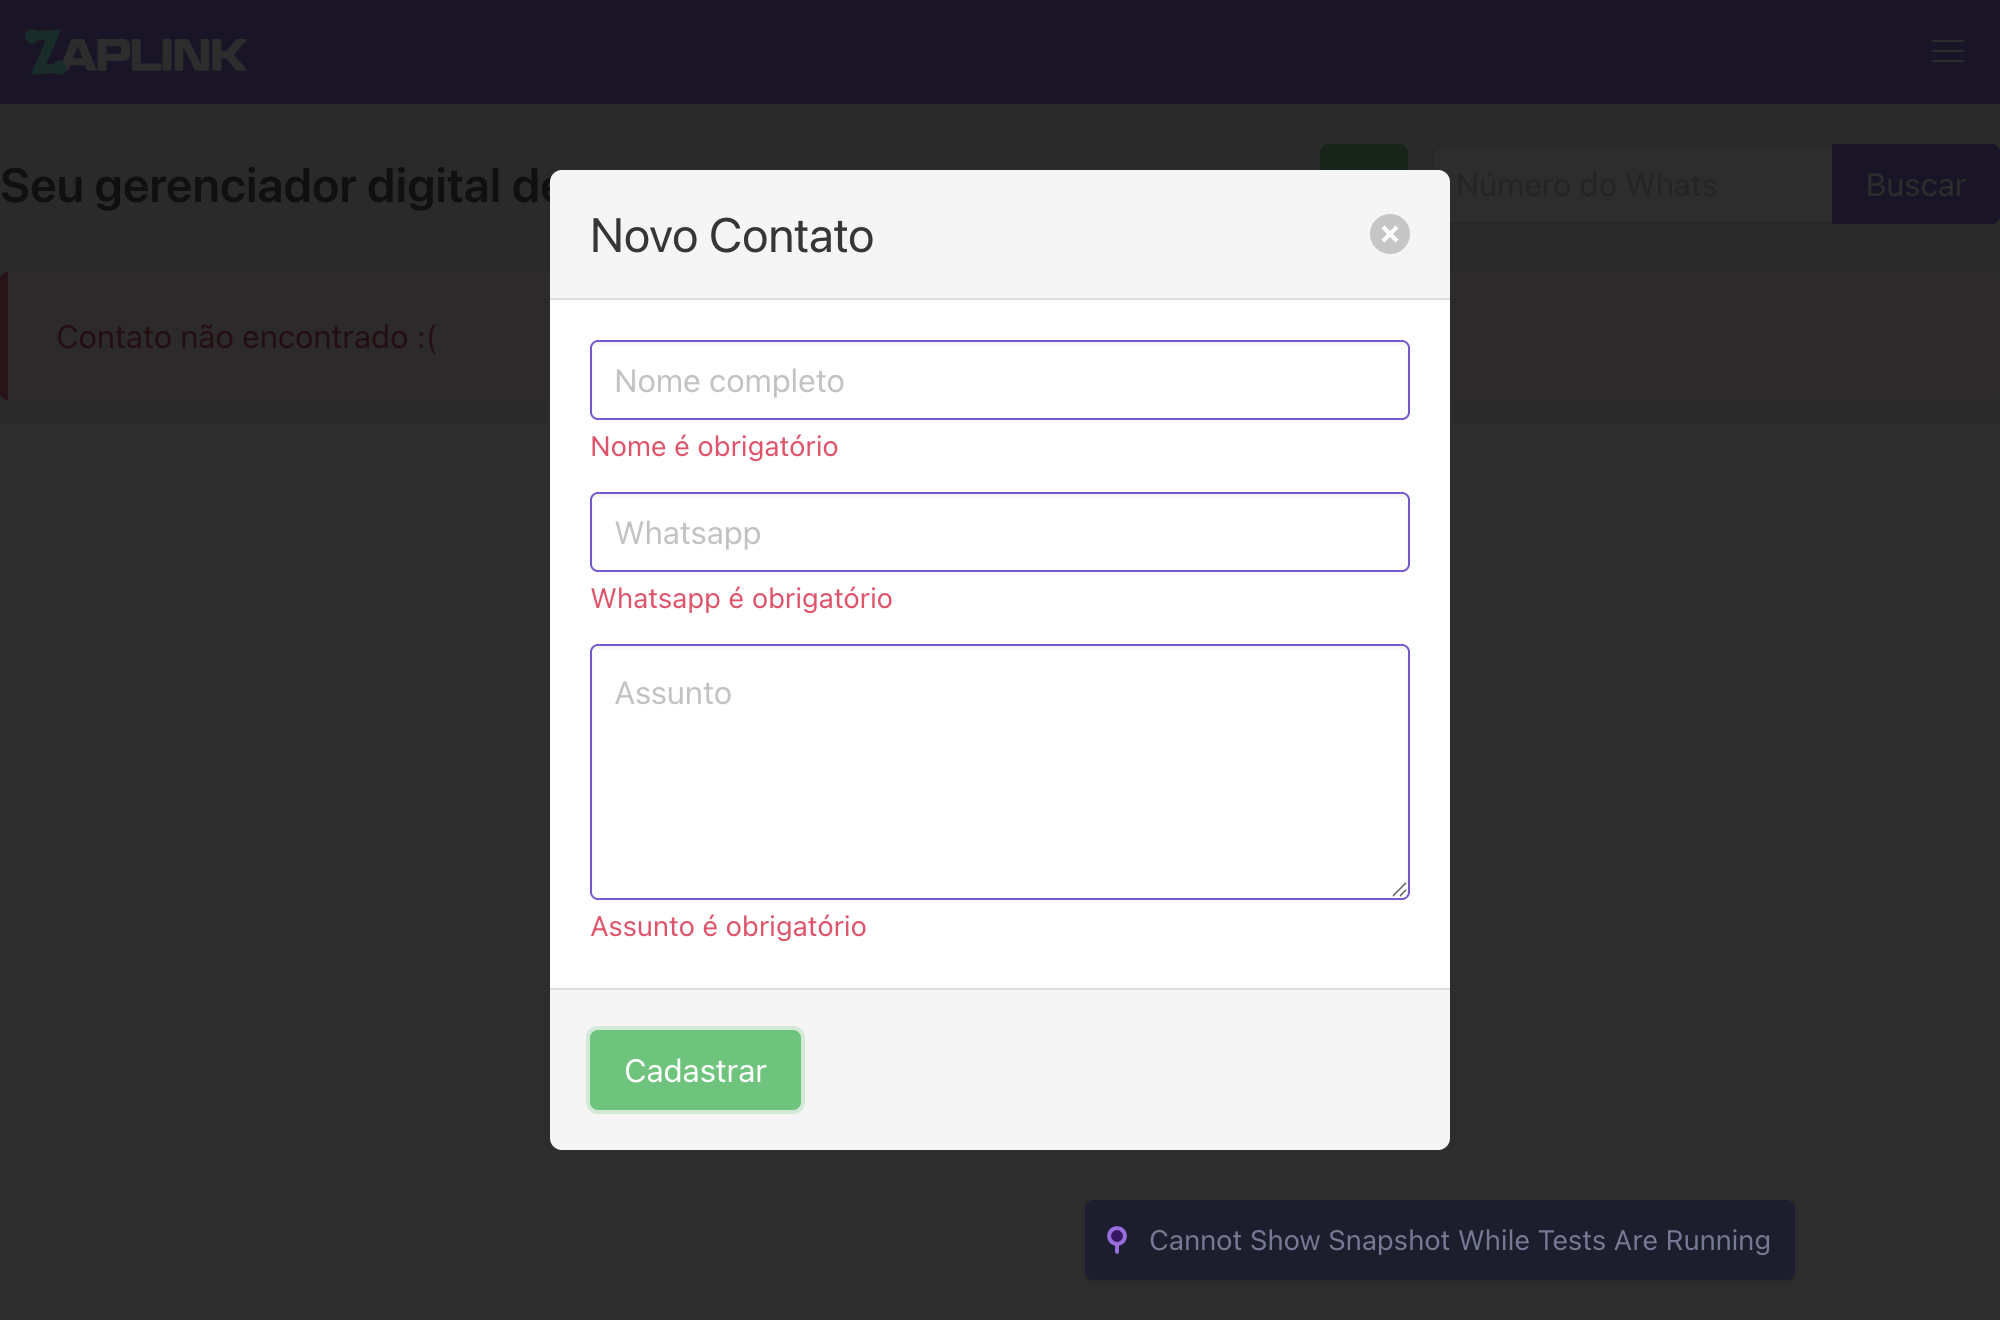 ZAPLINK
Seu gerenciador digital de
Número do Whats
Buscar
Contato não encontrado :(
Novo Contato
Nome completo
Nome é obrigatório
Whatsapp
Whatsapp é obrigatório
Assunto
Assunto é obrigatório
Cadastrar
Cannot Show Snapshot While Tests Are Running